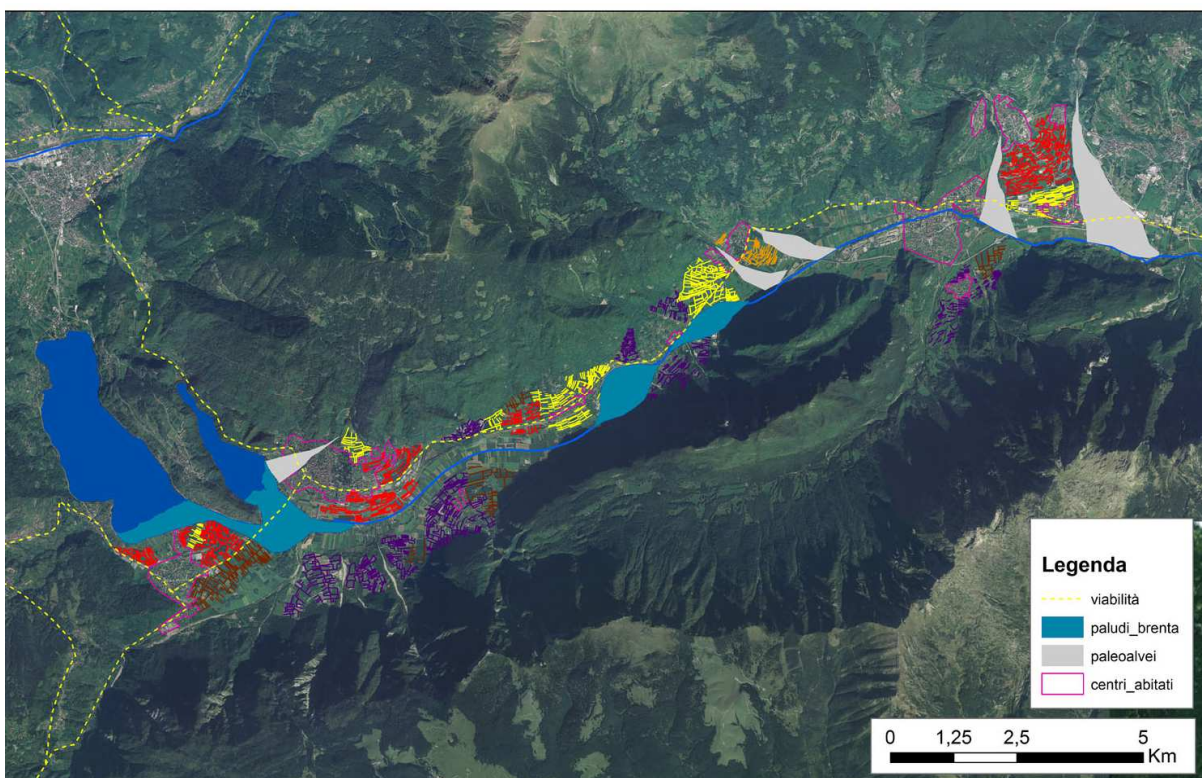 Legenda
viabilità
paludi_brenta
paleoalvei
centri_abitati
0 1,25 2,5 5
Km